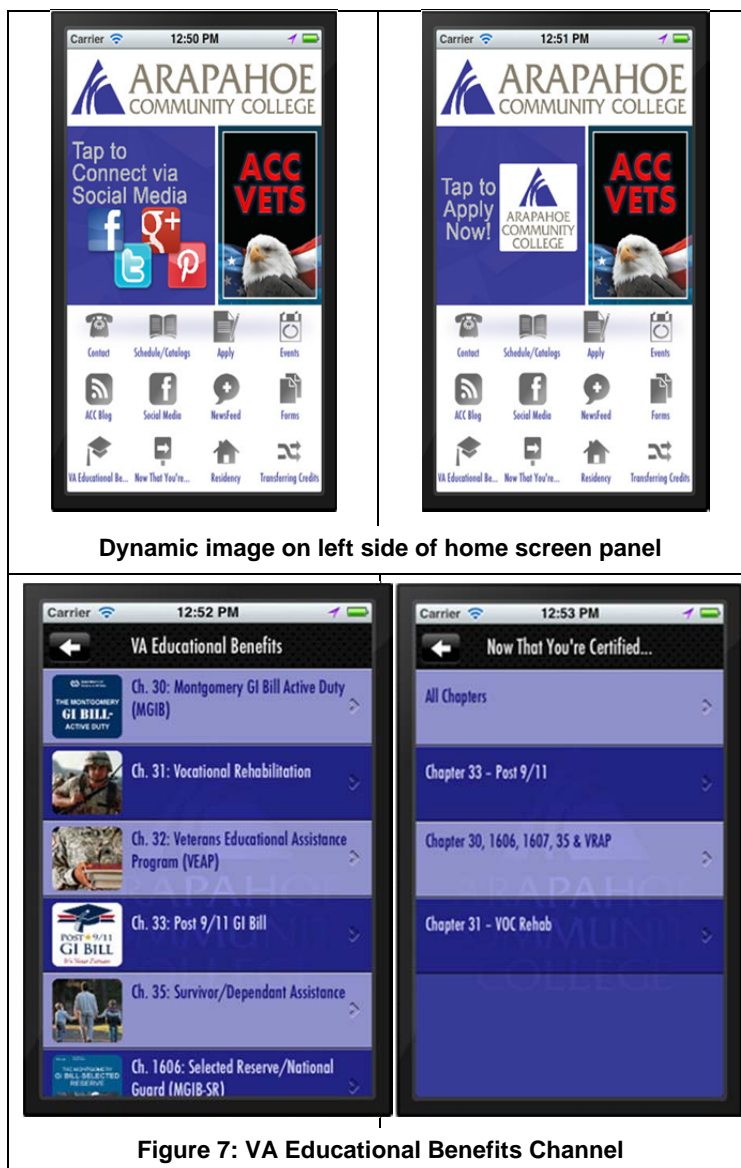 Carrier 12:50 PM
ARAPAHOE
COMMUNITY COLLEGE
Tap to
Connect via
Social Media
f g+
t p
ACC
VETS
Contact Schedule/Catalogs Apply Events
ACC Blog Social Media NewsFeed Forms
VA Educational Be... Now That You're... Residency Transferring Credits
Carrier 12:51 PM
ARAPAHOE
COMMUNITY COLLEGE
Tap to
Apply
Now!
ARAPAHOE
COMMUNITY
COLLEGE
ACC
VETS
Contact Schedule/Catalogs Apply Events
ACC Blog Social Media NewsFeed Forms
VA Educational Be... Now That You're... Residency Transferring Credits
Dynamic image on left side of home screen panel
Carrier 12:52 PM
VA Educational Benefits
THE MONTGOMERY
GI BILL-
ACTIVE DUTY
Ch. 30: Montgomery GI Bill Active Duty
(MGIB)
Ch. 31: Vocational Rehabilitation
Ch. 32: Veterans Educational Assistance
Program (VEAP)
POST 9/11
GI BILL
It's Your Future
Ch. 33: Post 9/11 GI Bill
Ch. 35: Survivor/Dependant Assistance
THE MONTGOMERY
GI BILL-SELECTED
RESERVE
Ch. 1606: Selected Reserve/National
Guard (MGIB-SR)
Carrier 12:53 PM
Now That You're Certified...
All Chapters
Chapter 33 - Post 9/11
Chapter 30, 1606, 1607, 35 & VRAP
Chapter 31 - VOC Rehab
Figure 7: VA Educational Benefits Channel